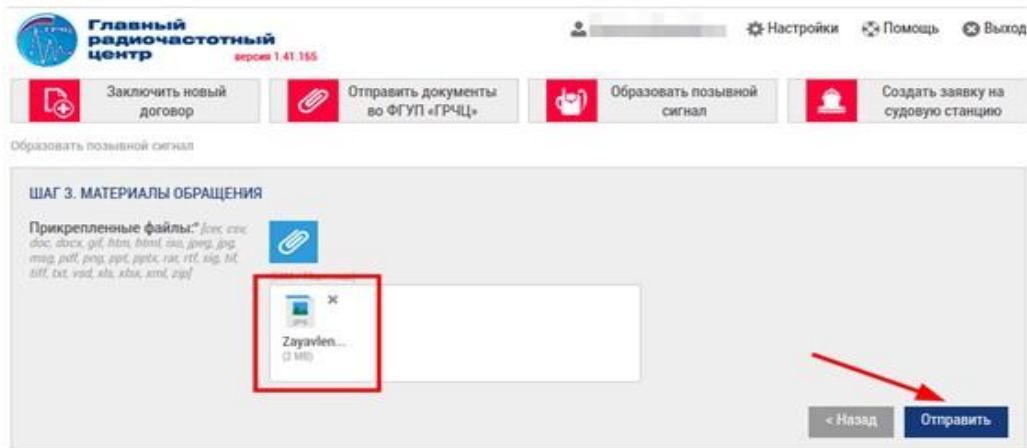 Главный
радиочастотный
центр
версия 1.41.165
Настройки
Помощь
Выход
Заключить новый
договор
Отправить документы
во ФГУП «ГРЧЦ»
Образовать позывной
сигнал
Создать заявку на
судовую станцию
Образовать позывной сигнал
ШАГ 3. МАТЕРИАЛЫ ОБРАЩЕНИЯ
Прикрепленные файлы:* [cer, csv,
doc, docx, gif, htm, html, iso, jpeg, jpg,
msg, pdf, png, ppt, pptx, rar, rtf, sig, tif,
tiff, txt, vsd, xls, xlsx, xml, zip]
Zayavlen...
(2 MB)
< Назад
Отправить